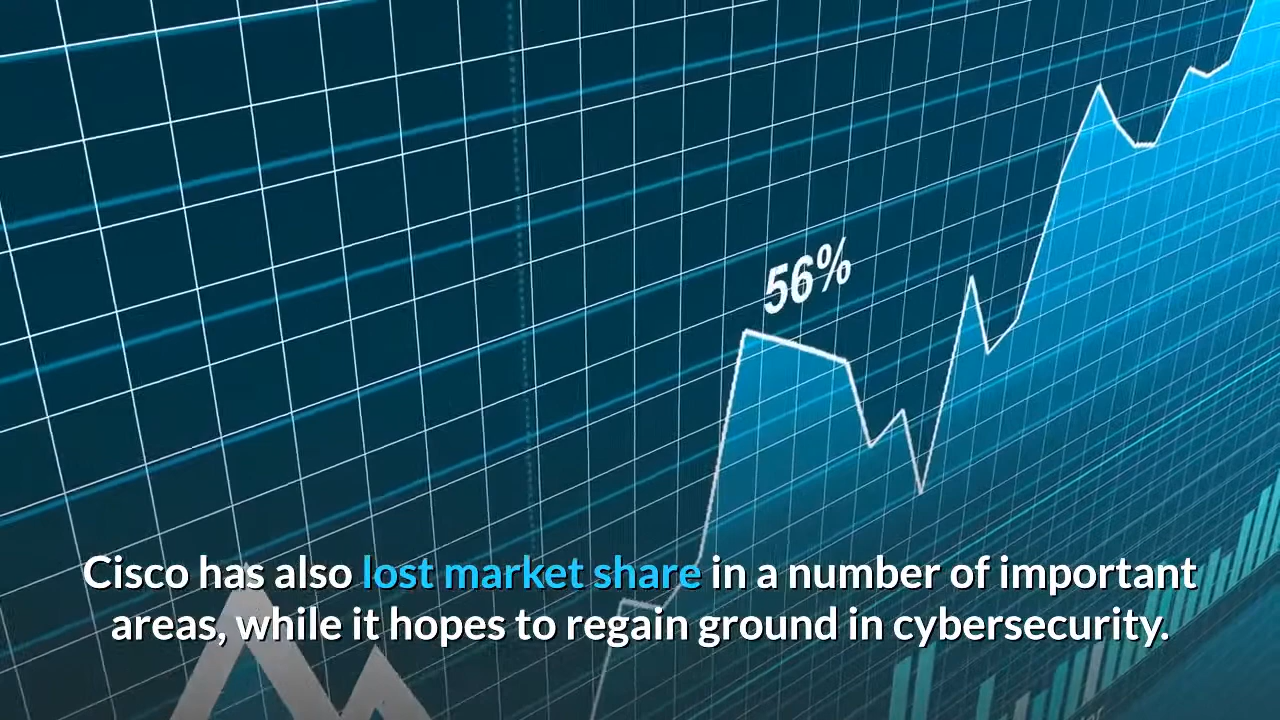 56%
Cisco has also lost market share in a number of important
areas, while it hopes to regain ground in cybersecurity.